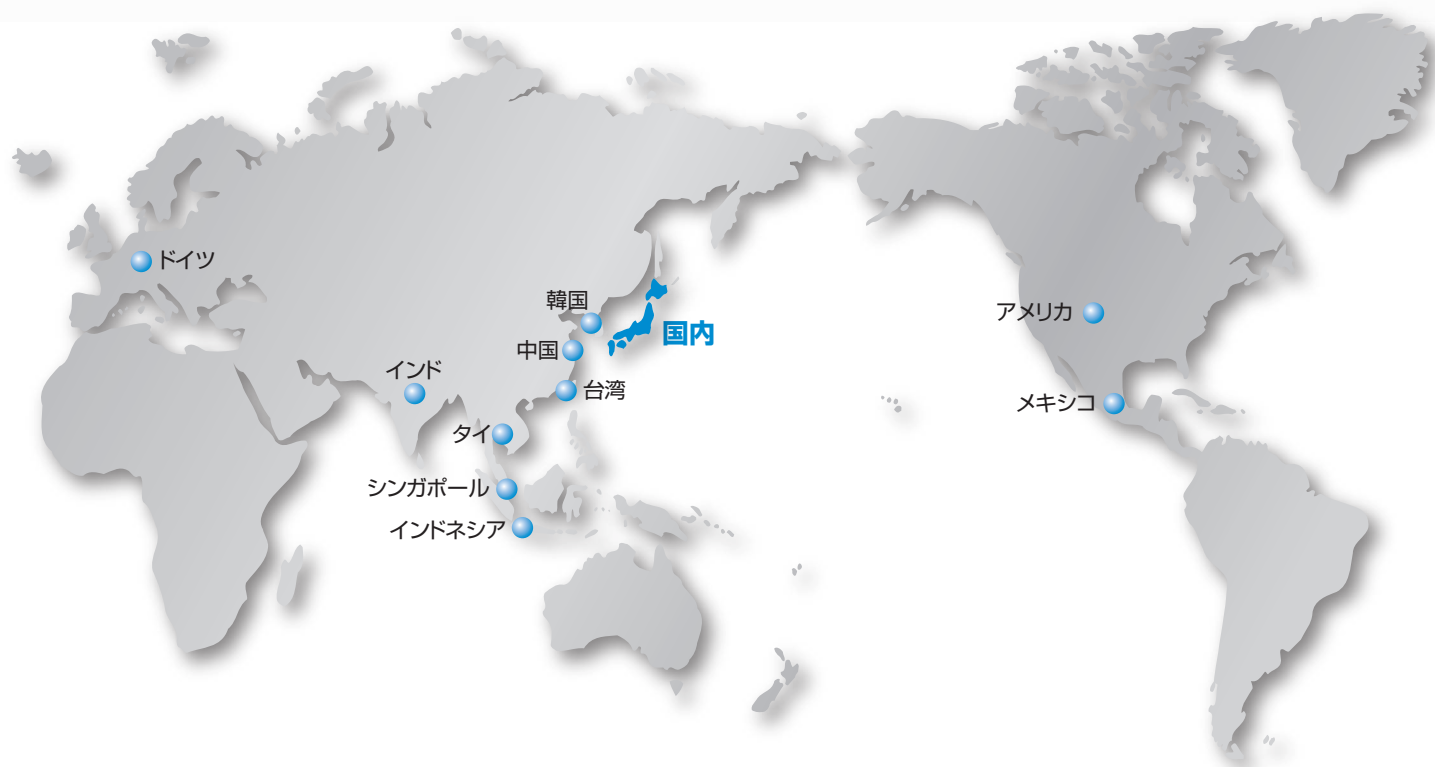 ドイツ
韓国
国内
中国
インド
台湾
タイ
シンガポール
インドネシア
アメリカ
メキシコ